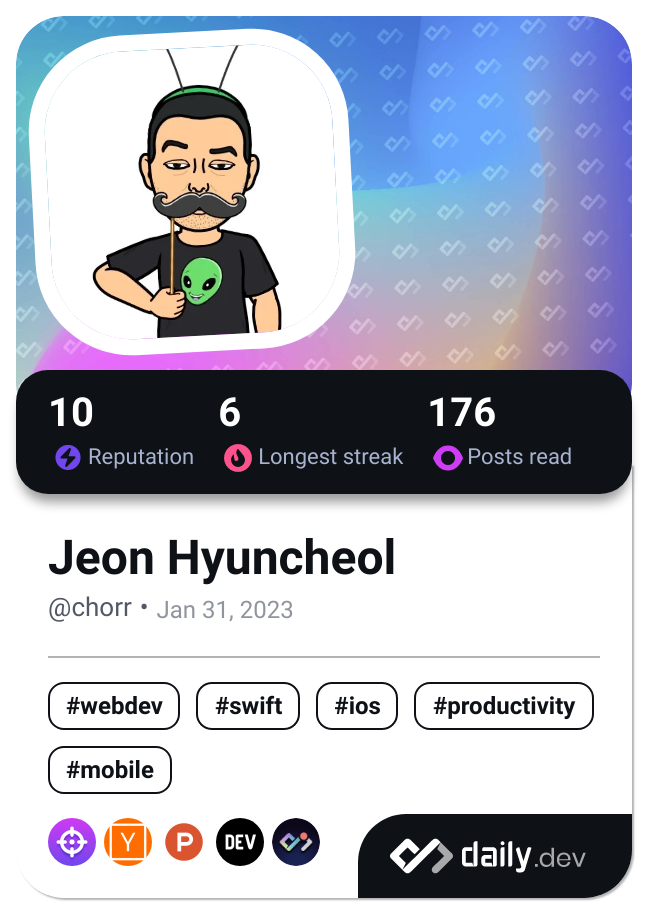 10 6 176
Reputation Longest streak Posts read
Jeon Hyuncheol
@chorr • Jan 31, 2023
#webdev #swift #ios #productivity
#mobile
Y P DEV
daily.dev